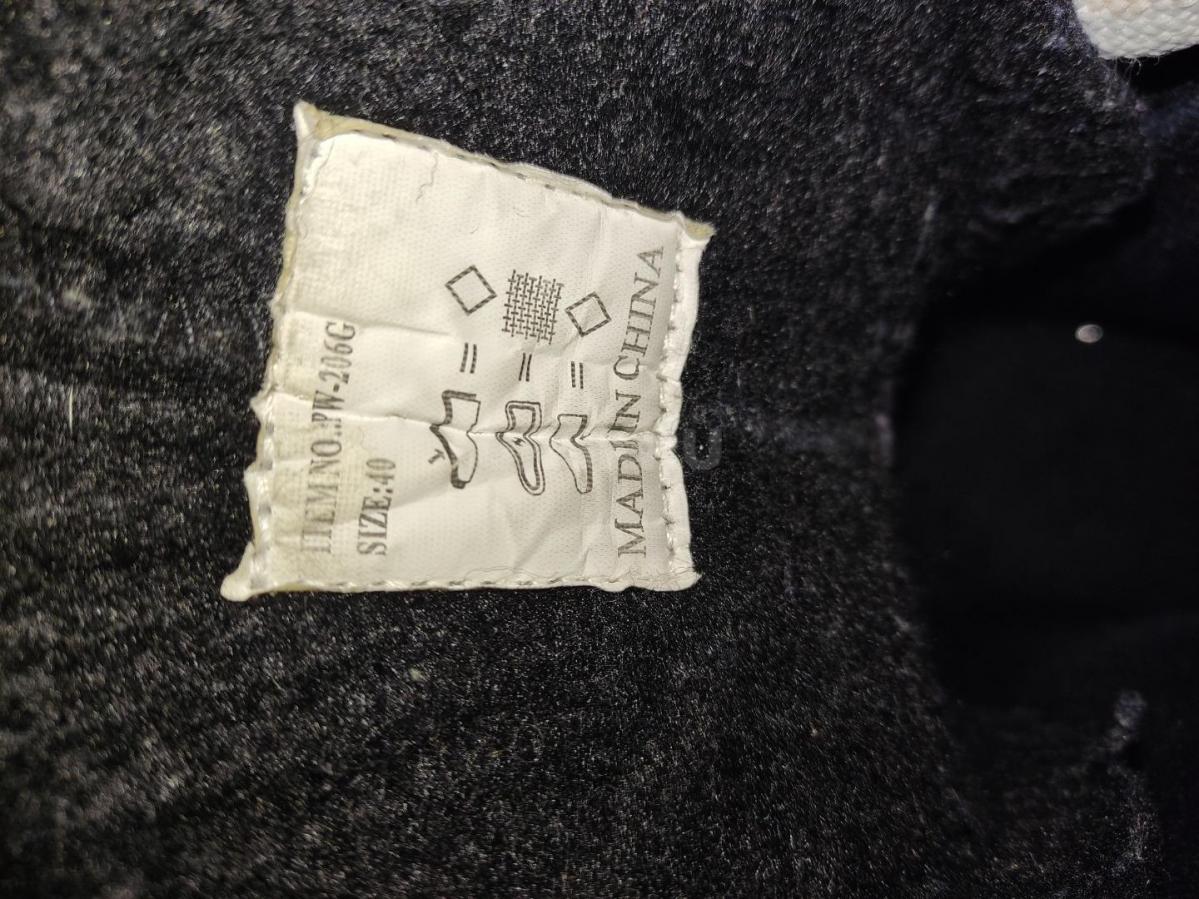 ITEM NO.:PW-206G
SIZE:40
=
=
=
MADE IN CHINA